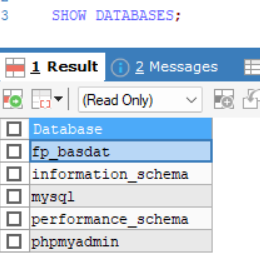 3 SHOW DATABASES;
1 Result 2 Messages
(Read Only)
Database
fp_basdat
information_schema
mysql
performance_schema
phpmyadmin